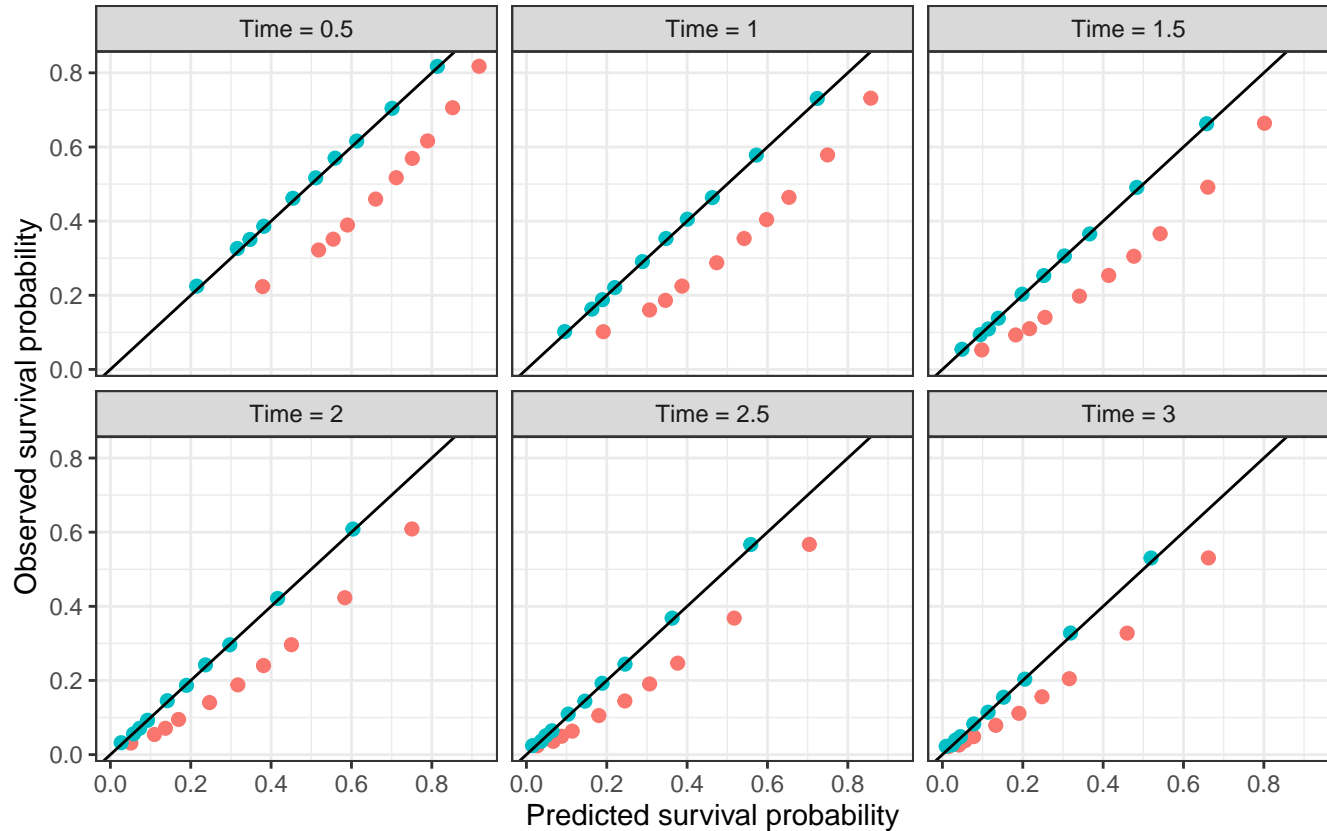 Time = 0.5
Time = 1
Time = 1.5
0.8
0.6
0.4
0.2
0.0
Time = 2
Time = 2.5
Time = 3
0.8
0.6
0.4
0.2
0.0
0.0 0.2 0.4 0.6 0.8
0.0 0.2 0.4 0.6 0.8
0.0 0.2 0.4 0.6 0.8
Predicted survival probability
Observed survival probability